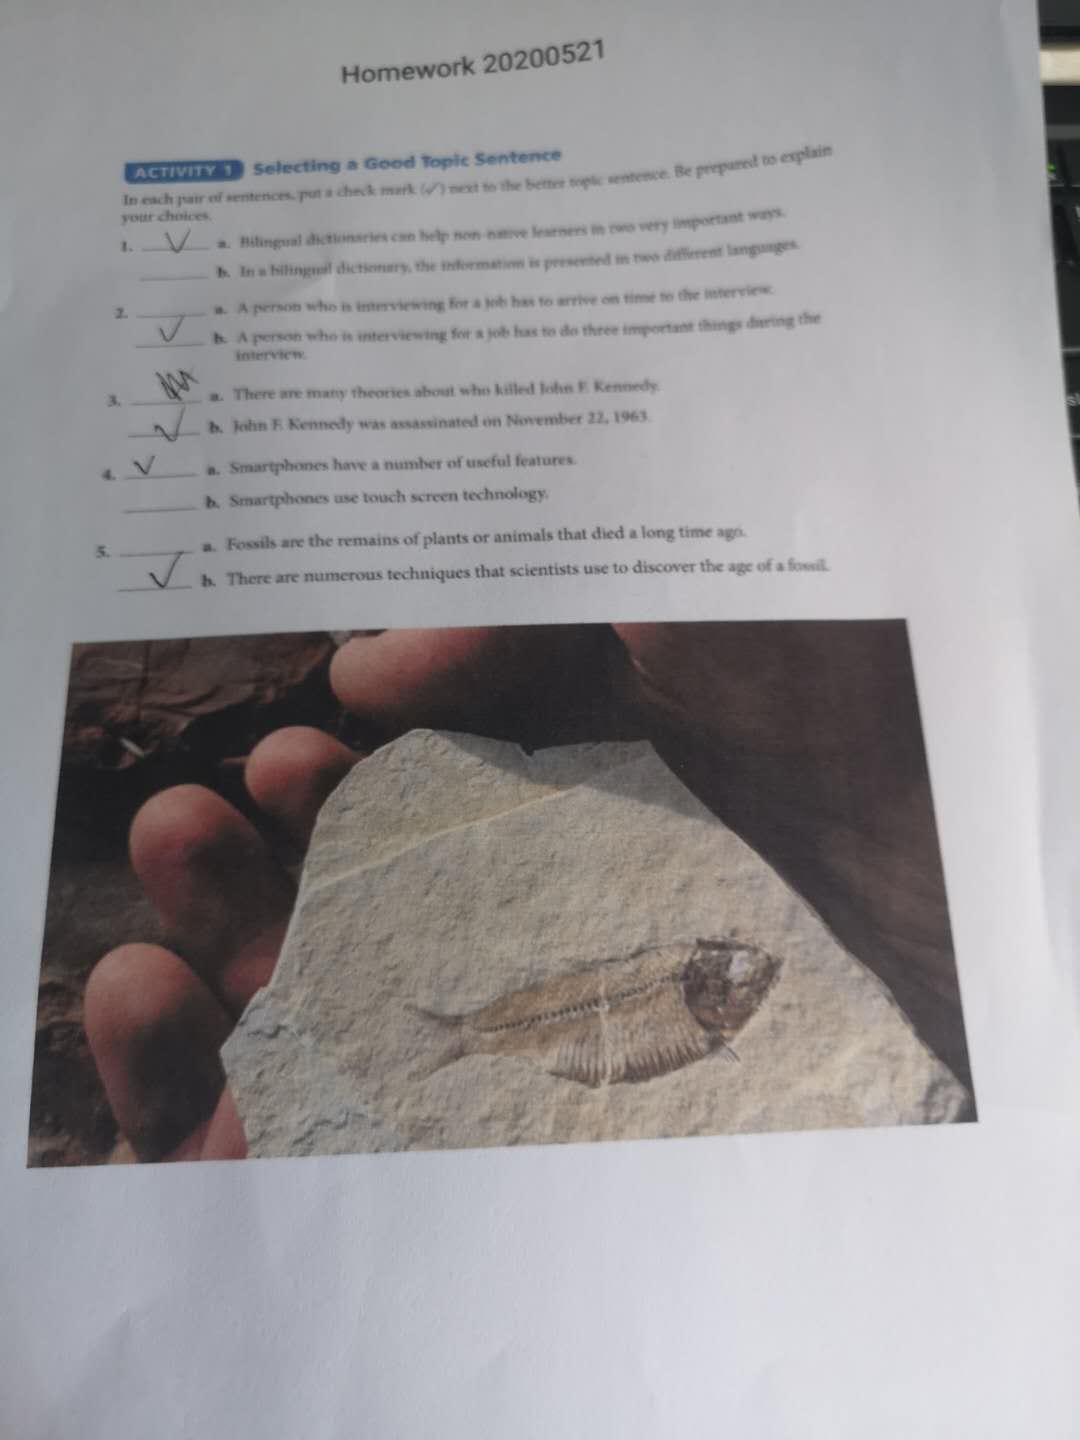 Homework 20200521
ACTIVITY 1 Selecting a Good Topic Sentence
In each pair of sentences, put a check mark (✓) next to the better topic sentence. Be prepared to explain
your choices.
1. ✓ a. Bilingual dictionaries can help non-native learners in two very important ways.
b. In a bilingual dictionary, the information is presented in two different languages.
2. a. A person who is interviewing for a job has to arrive on time to the interview.
✓ b. A person who is interviewing for a job has to do three important things during the
interview.
3. a. There are many theories about who killed John F. Kennedy.
✓ b. John F. Kennedy was assassinated on November 22, 1963.
4. ✓ a. Smartphones have a number of useful features.
b. Smartphones use touch screen technology.
5. a. Fossils are the remains of plants or animals that died a long time ago.
✓ b. There are numerous techniques that scientists use to discover the age of a fossil.